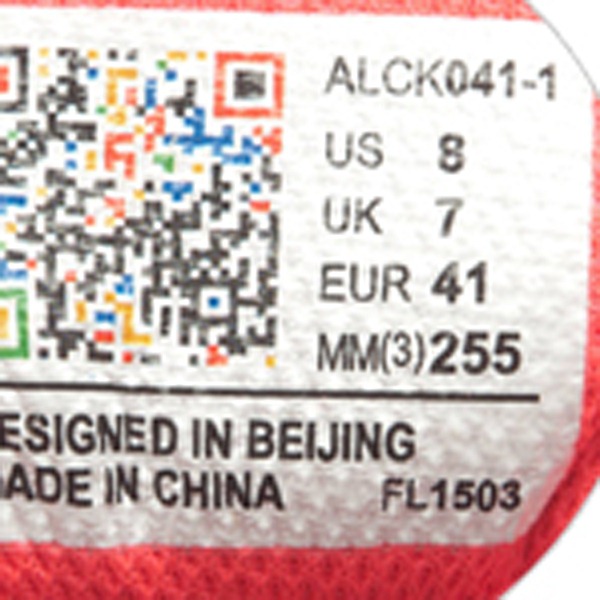 ALCK041-1
US 8
UK 7
EUR 41
MM(3) 255
ESIGNED IN BEIJING
ADE IN CHINA
FL1503